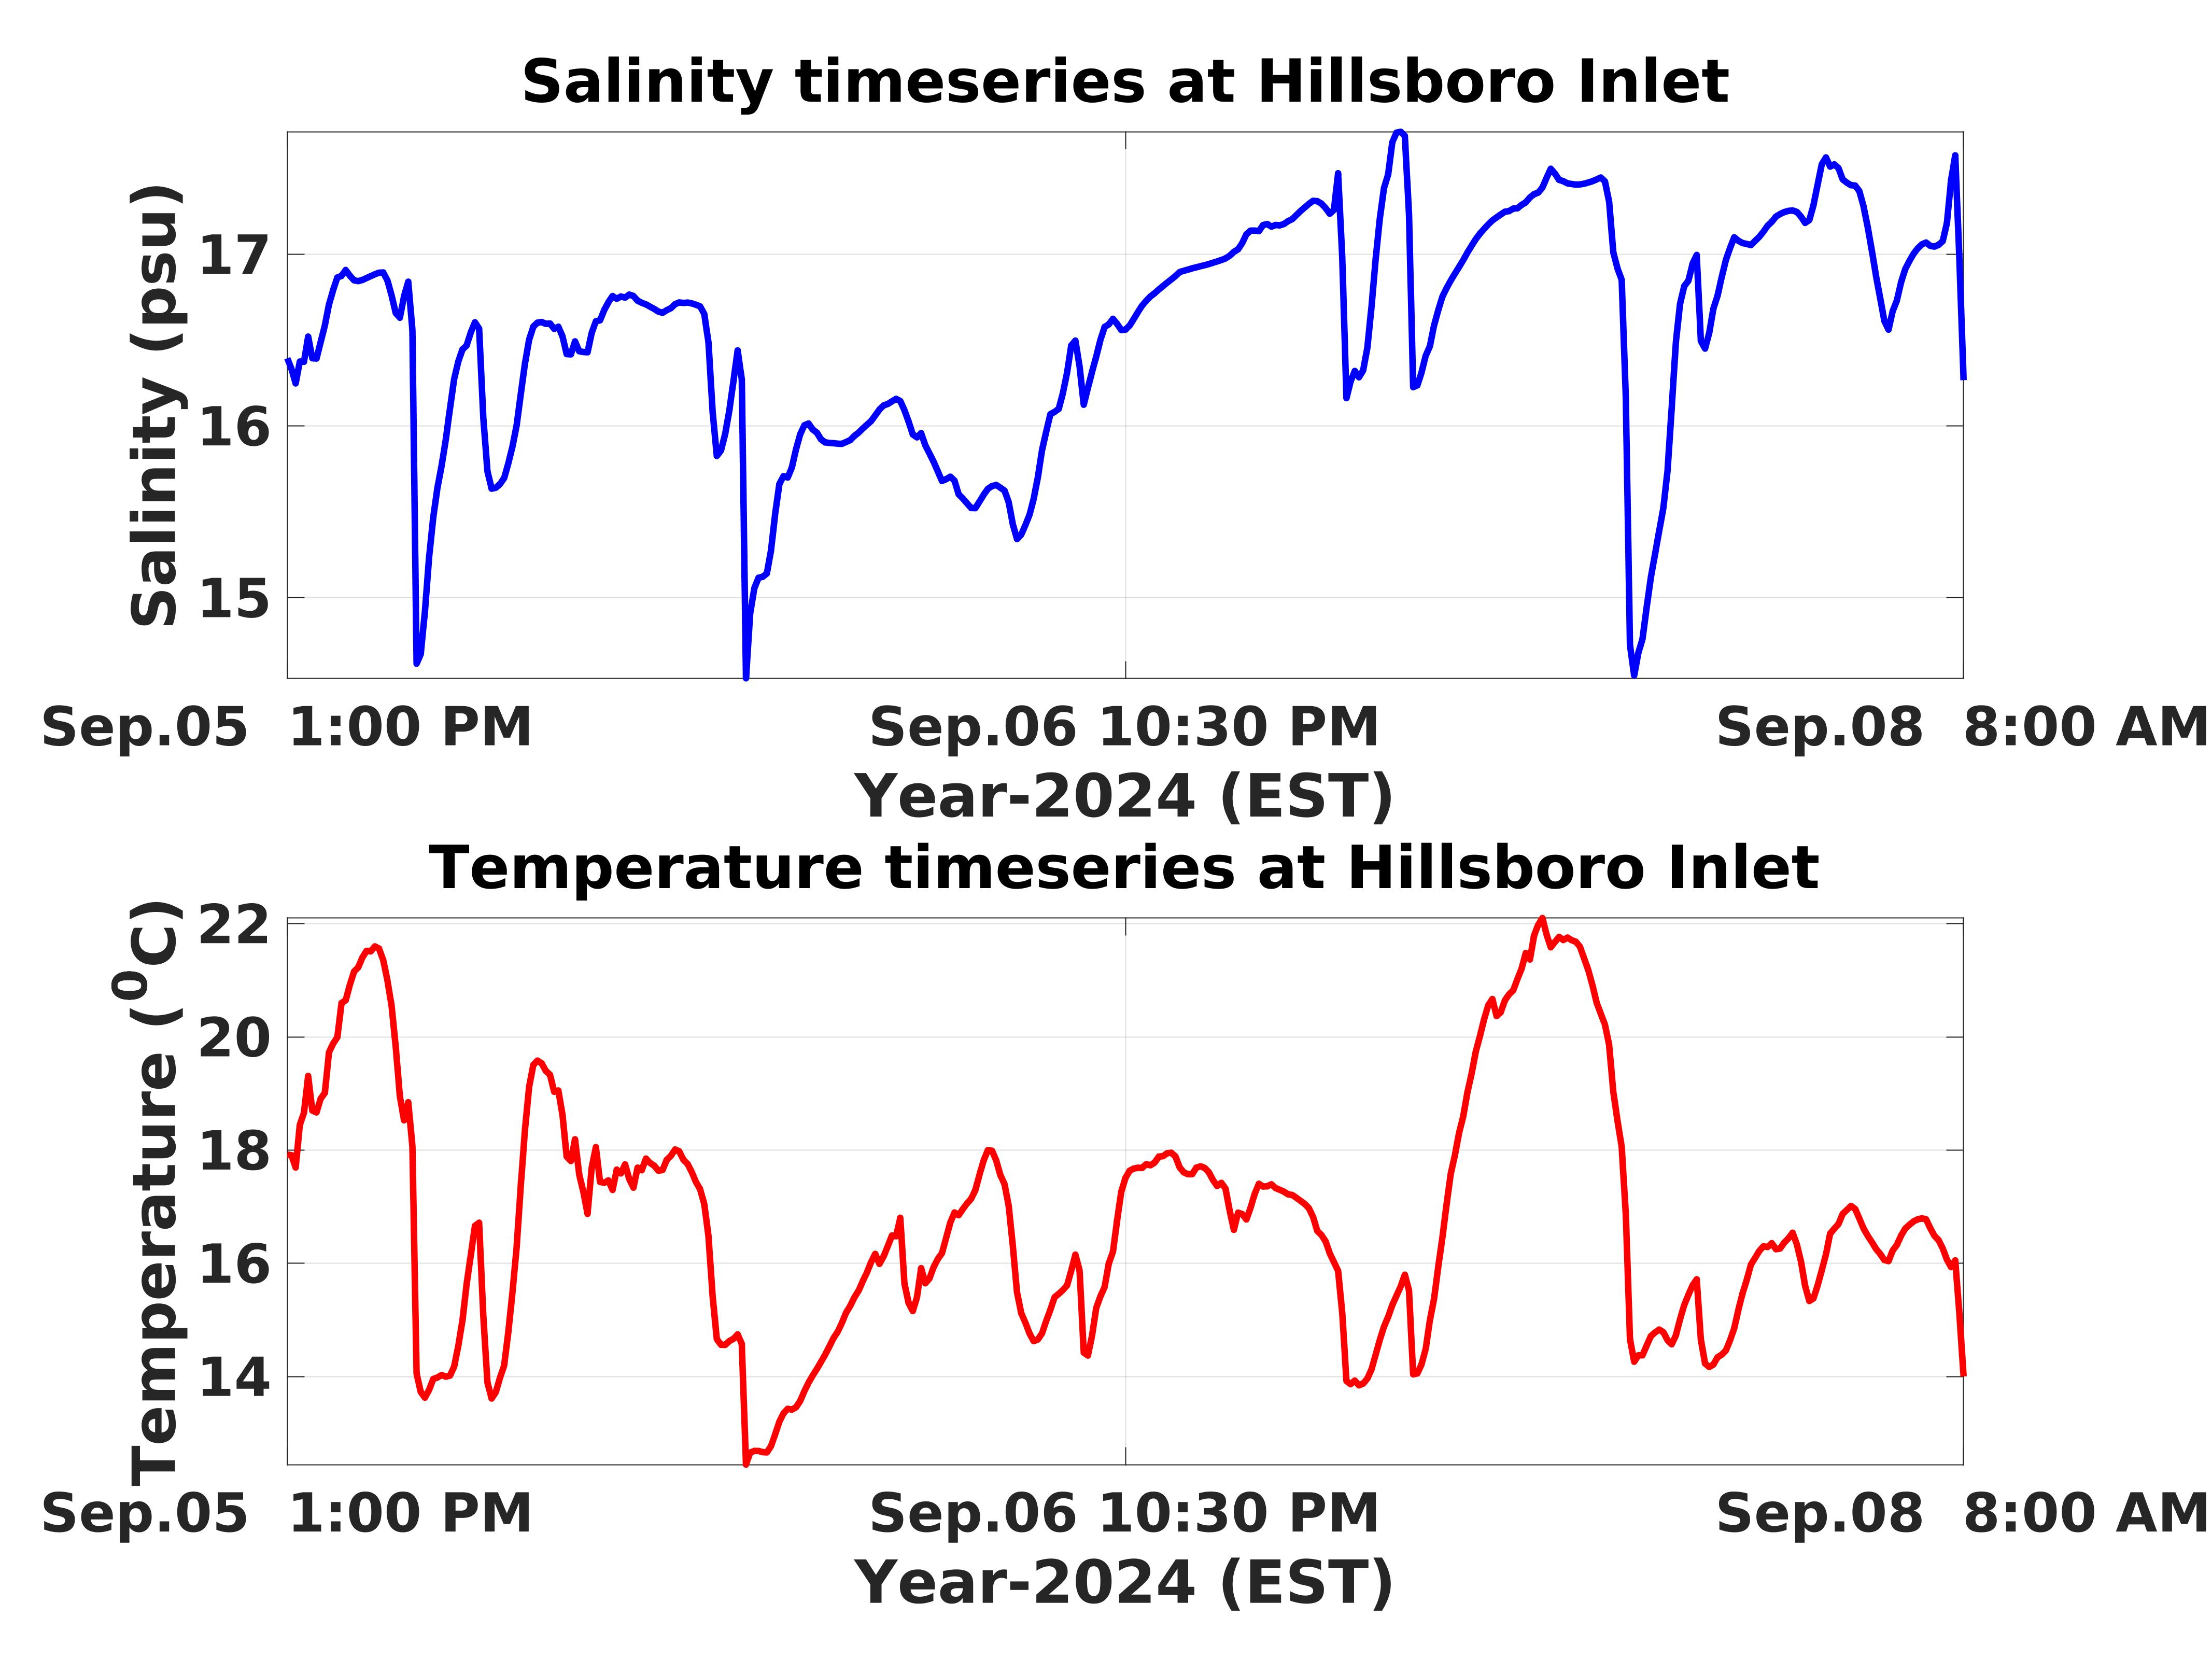 Salinity timeseries at Hillsboro Inlet
Salinity (psu)
17
16
15
Sep.05 1:00 PM
Sep.06 10:30 PM
Sep.08 8:00 AM
Year-2024 (EST)
Temperature timeseries at Hillsboro Inlet
Temperature (⁰C)
22
20
18
16
14
Sep.05 1:00 PM
Sep.06 10:30 PM
Sep.08 8:00 AM
Year-2024 (EST)